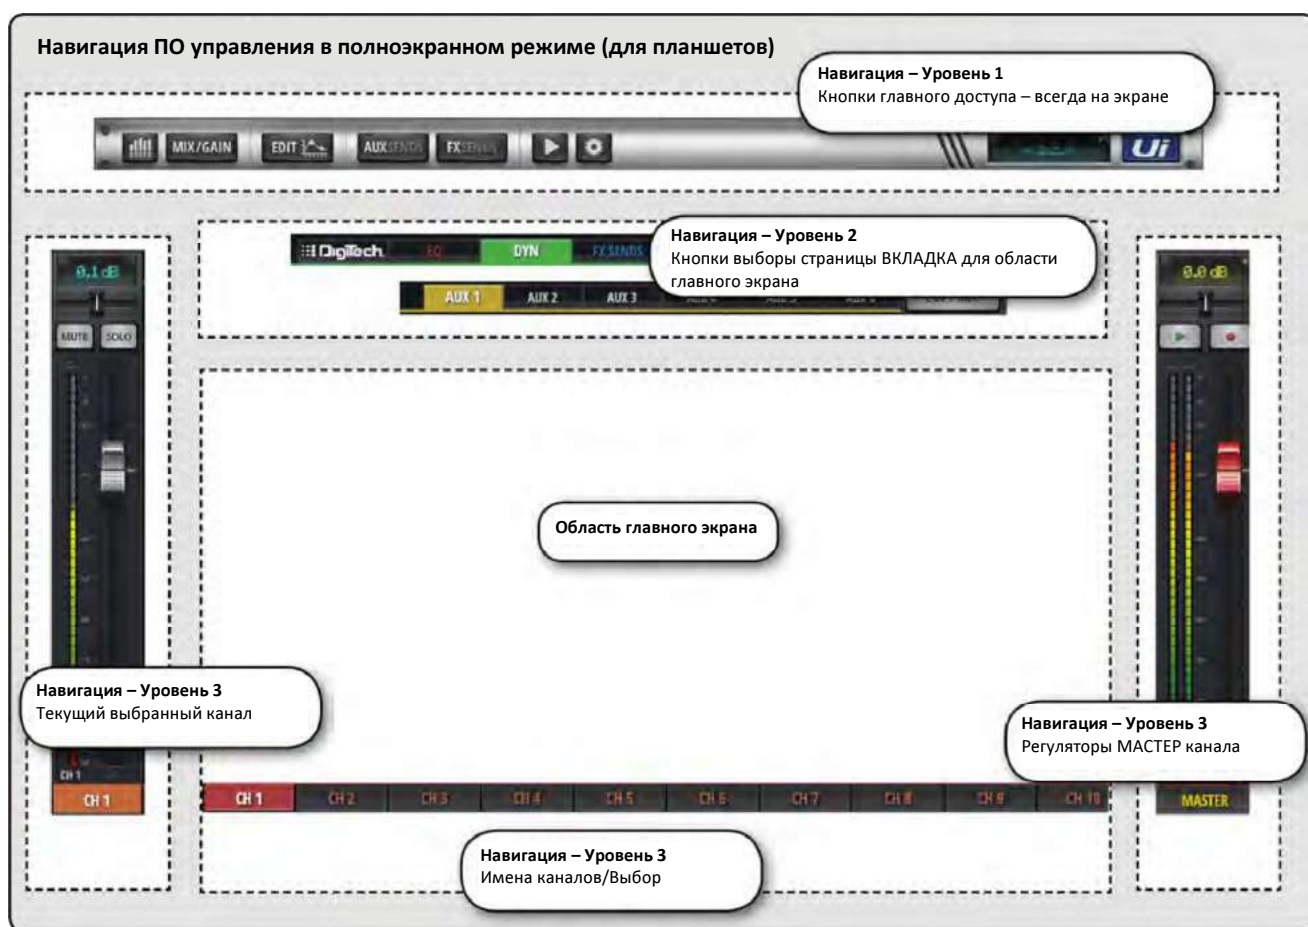 Навигация ПО управления в полноэкранном режиме (для планшетов)
Навигация – Уровень 1
Кнопки главного доступа – всегда на экране
MIX/GAIN
EDIT
AUX SENDS
FX SENDS
Ui
Навигация – Уровень 2
Кнопки выборы страницы ВКЛАДКА для области
главного экрана
DigiTech
EQ
DYN
FX SENDS
AUX 1
AUX 2
AUX 3
0.1 dB
MUTE
SOLO
0.0 dB
Область главного экрана
Навигация – Уровень 3
Текущий выбранный канал
Навигация – Уровень 3
Регуляторы МАСТЕР канала
CH 1
CH 1
CH 1
CH 2
CH 3
CH 4
CH 5
CH 6
CH 7
CH 8
CH 9
CH 10
MASTER
Навигация – Уровень 3
Имена каналов/Выбор